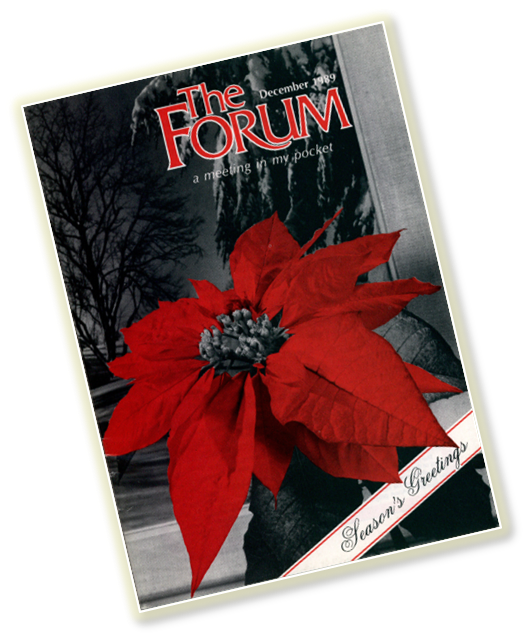 The
December 1989
FORUM
a meeting in my pocket
Season's Greetings